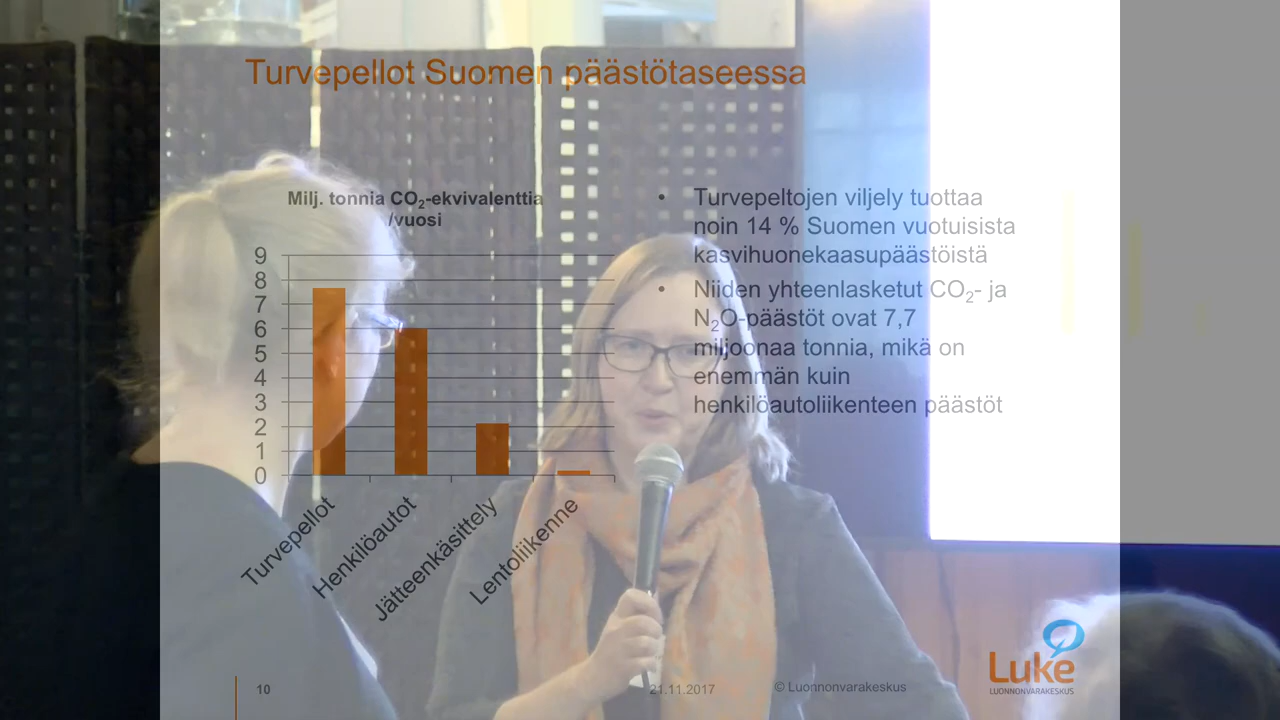 Turvepellot Suomen päästötaseessa
Milj. tonnia CO₂-ekvivalenttia
/vuosi
9
8
7
6
5
4
3
2
1
0
Turvepellot
Henkilöautot
Jätteenkäsittely
Lentoliikenne
• Turvepeltojen viljely tuottaa
noin 14 % Suomen vuotuisista
kasvihuonekaasupäästöistä
• Niiden yhteenlasketut CO₂- ja
N₂O-päästöt ovat 7,7
miljoonaa tonnia, mikä on
enemmän kuin
henkilöautoliikenteen päästöt
10
21.11.2017
© Luonnonvarakeskus
Luke
LUONNONVARAKESKUS